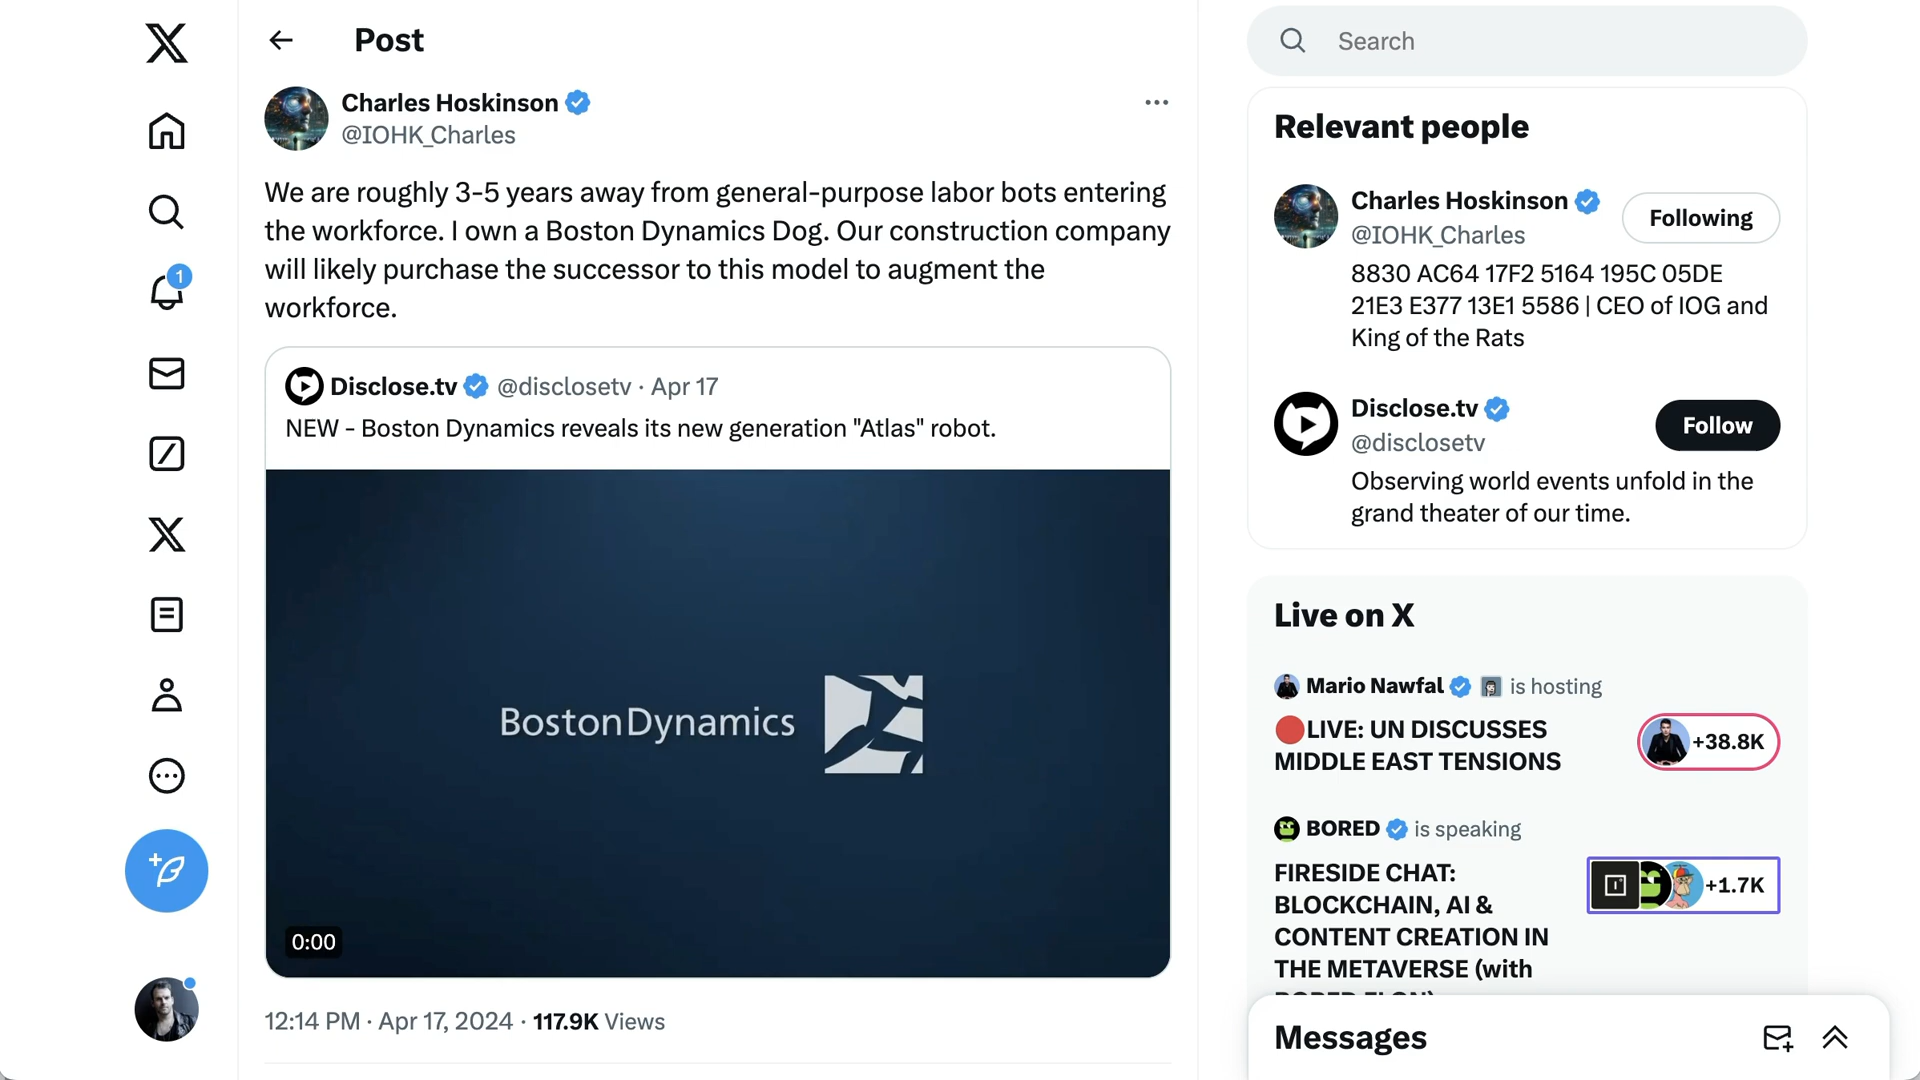 Post
Charles Hoskinson
@IOHK_Charles
We are roughly 3-5 years away from general-purpose labor bots entering
the workforce. I own a Boston Dynamics Dog. Our construction company
will likely purchase the successor to this model to augment the
workforce.
Disclose.tv @disclosetv · Apr 17
NEW - Boston Dynamics reveals its new generation "Atlas" robot.
BostonDynamics
0:00
12:14 PM · Apr 17, 2024 · 117.9K Views
1
Search
Relevant people
Charles Hoskinson
@IOHK_Charles
Following
8830 AC64 17F2 5164 195C 05DE
21E3 E377 13E1 5586 | CEO of IOG and
King of the Rats
Disclose.tv
@disclosetv
Follow
Observing world events unfold in the
grand theater of our time.
Live on X
Mario Nawfal is hosting
LIVE: UN DISCUSSES
MIDDLE EAST TENSIONS
+38.8K
BORED is speaking
FIRESIDE CHAT:
BLOCKCHAIN, AI &
CONTENT CREATION IN
THE METAVERSE (with
+1.7K
Messages